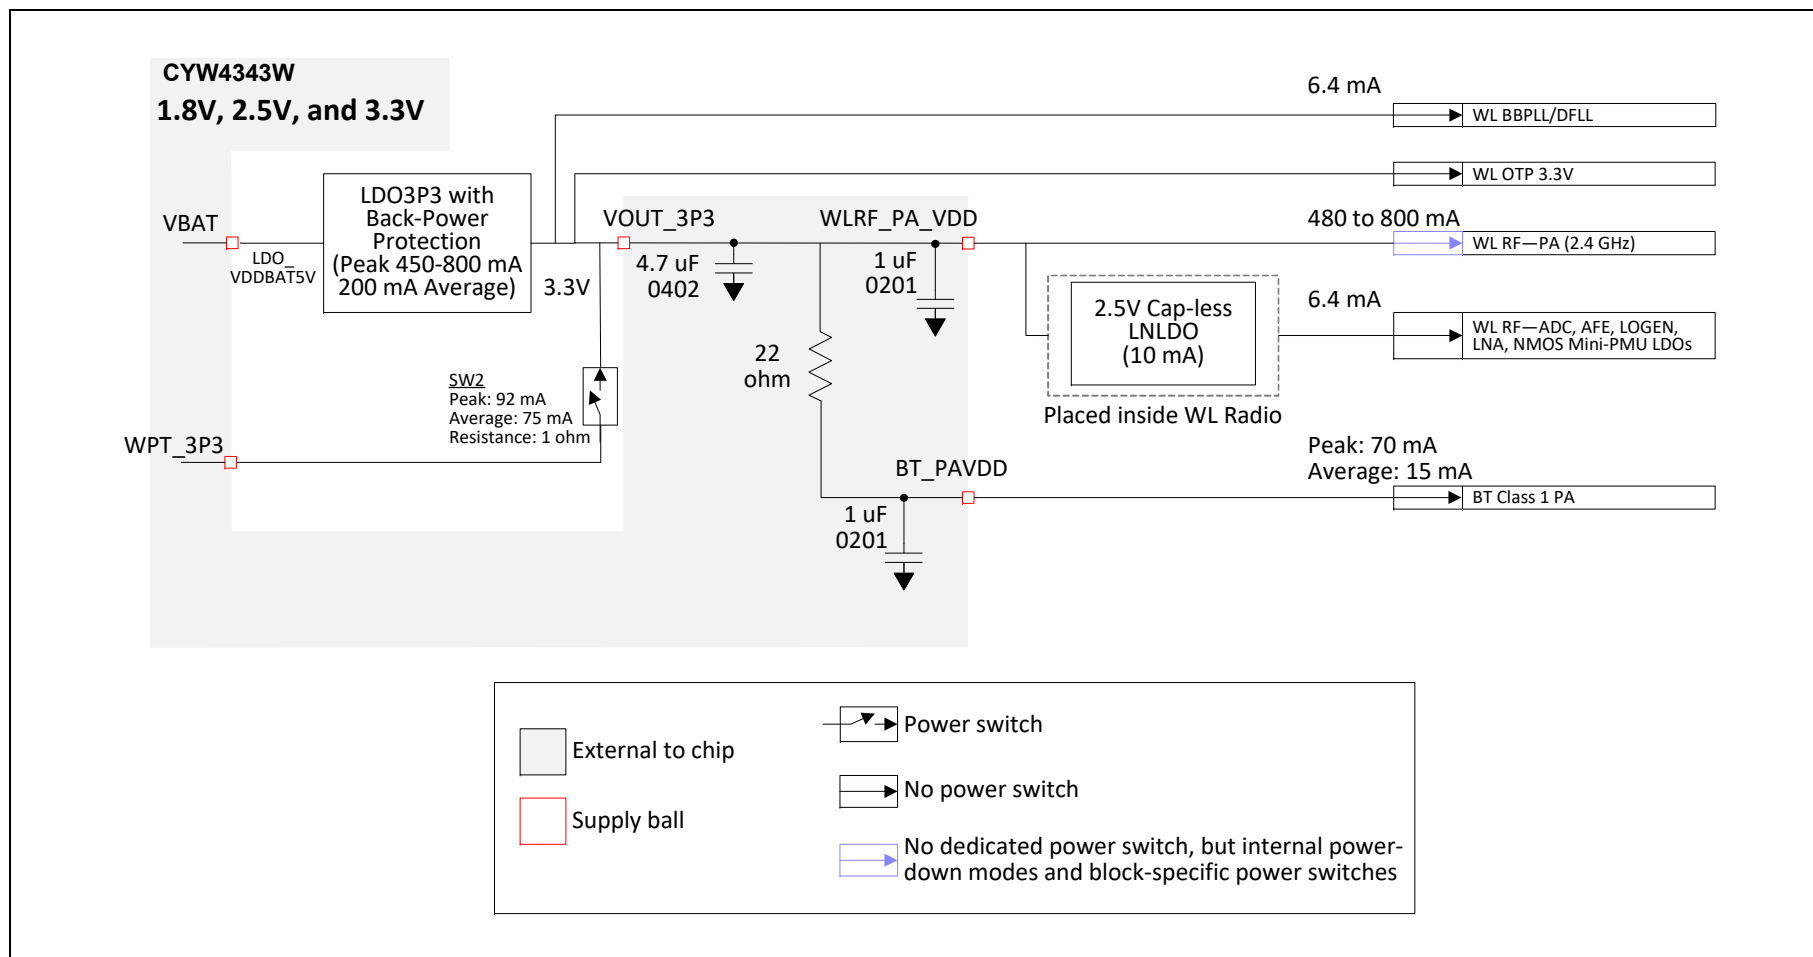 CYW4343W
1.8V, 2.5V, and 3.3V
6.4 mA
WL BBPLL/DFLL
WL OTP 3.3V
VBAT
LDO_
VDDBAT5V
LDO3P3 with
Back-Power
Protection
(Peak 450-800 mA
200 mA Average)
3.3V
VOUT_3P3
4.7 uF
0402
WLRF_PA_VDD
1 uF
0201
480 to 800 mA
WL RF—PA (2.4 GHz)
2.5V Cap-less
LNLDO
(10 mA)
Placed inside WL Radio
6.4 mA
WL RF—ADC, AFE, LOGEN,
LNA, NMOS Mini-PMU LDOs
22
ohm
SW2
Peak: 92 mA
Average: 75 mA
Resistance: 1 ohm
WPT_3P3
BT_PAVDD
1 uF
0201
Peak: 70 mA
Average: 15 mA
BT Class 1 PA
External to chip
Supply ball
Power switch
No power switch
No dedicated power switch, but internal power-
down modes and block-specific power switches